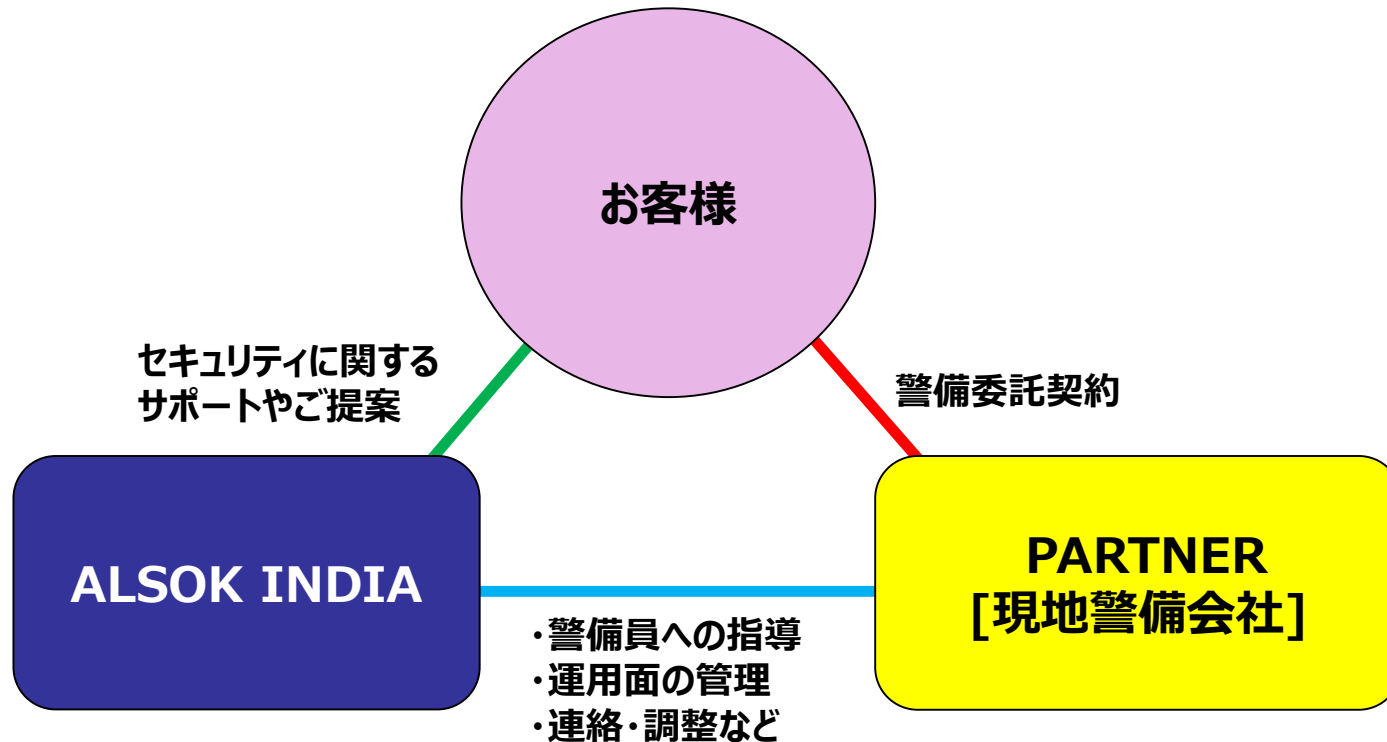 お客様
セキュリティに関する
サポートやご提案
警備委託契約
ALSOK INDIA
PARTNER
[現地警備会社]
・警備員への指導
・運用面の管理
・連絡・調整など